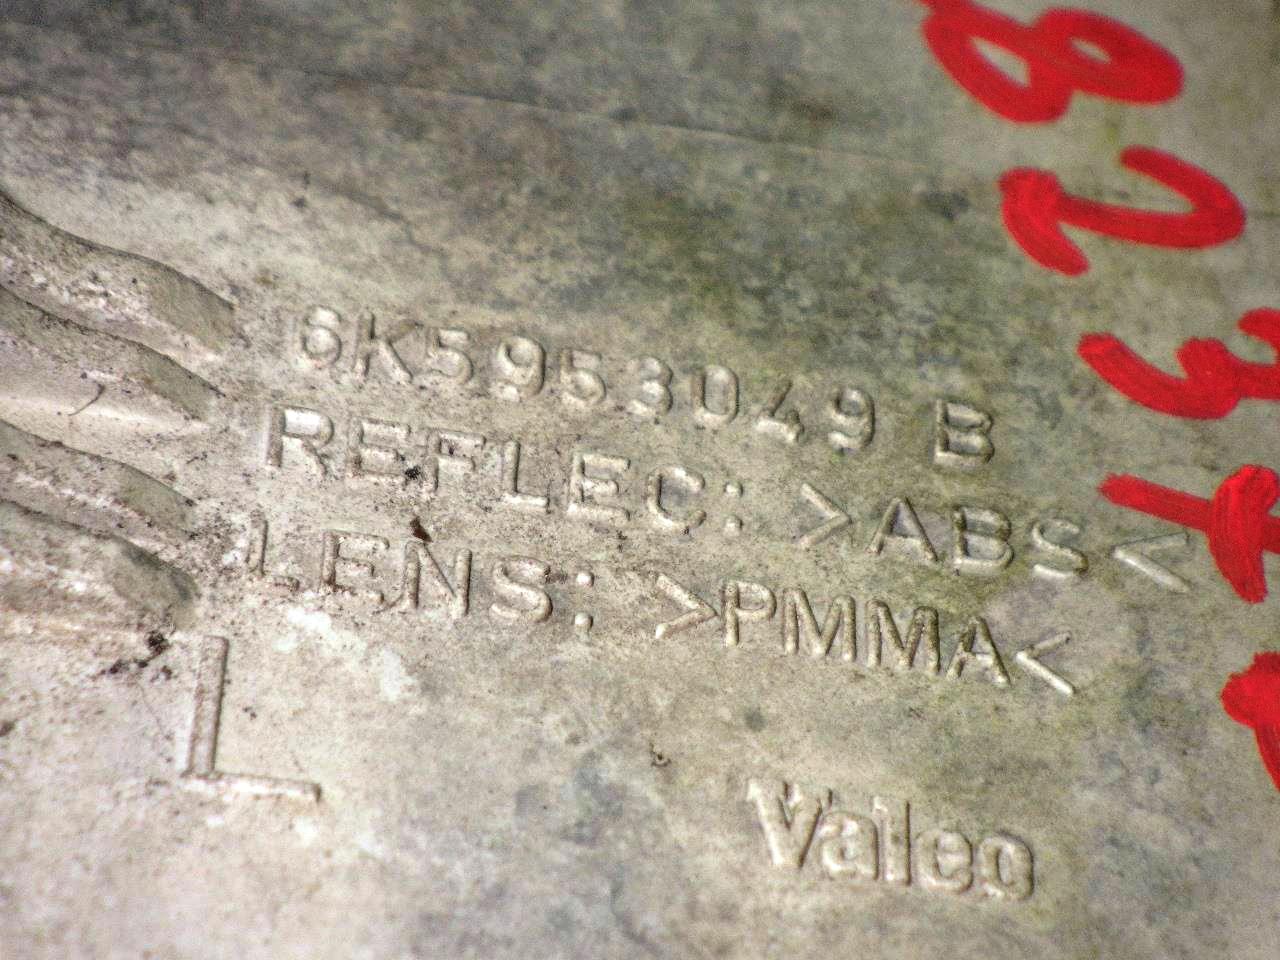 6K5953049 B
REFLEC: >ABS<
LENS: >PMMA<
L
Valeo